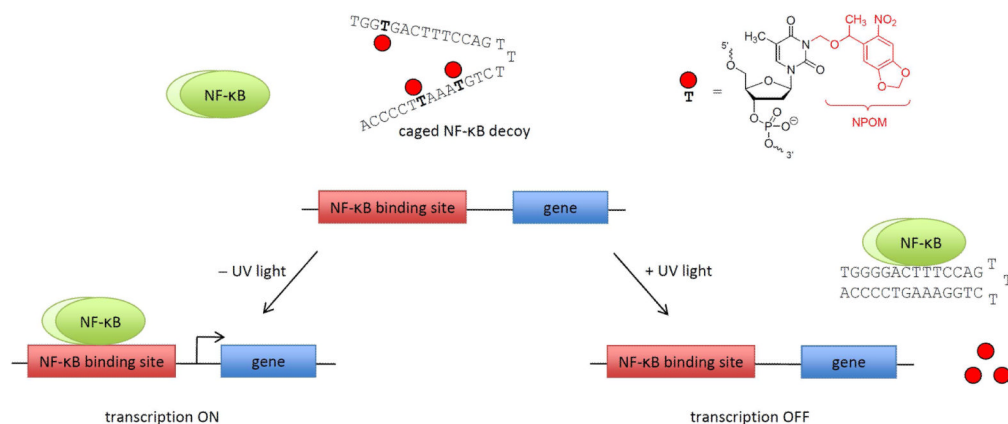 NF-κB
TGGTGACTTTCCAG
T
T
T
caged NF-κB decoy
T
=
5'
H₃C
O
N
N
O
O
O
O
P
O
O
⊖
3'
O
CH₃
NO₂
O
O
NPOM
NF-κB binding site
gene
– UV light
+ UV light
NF-κB
TGGGGACTTTCCAG
T
T
T
ACCCCTGAAAGGTC
NF-κB
NF-κB binding site
gene
transcription ON
NF-κB binding site
gene
transcription OFF